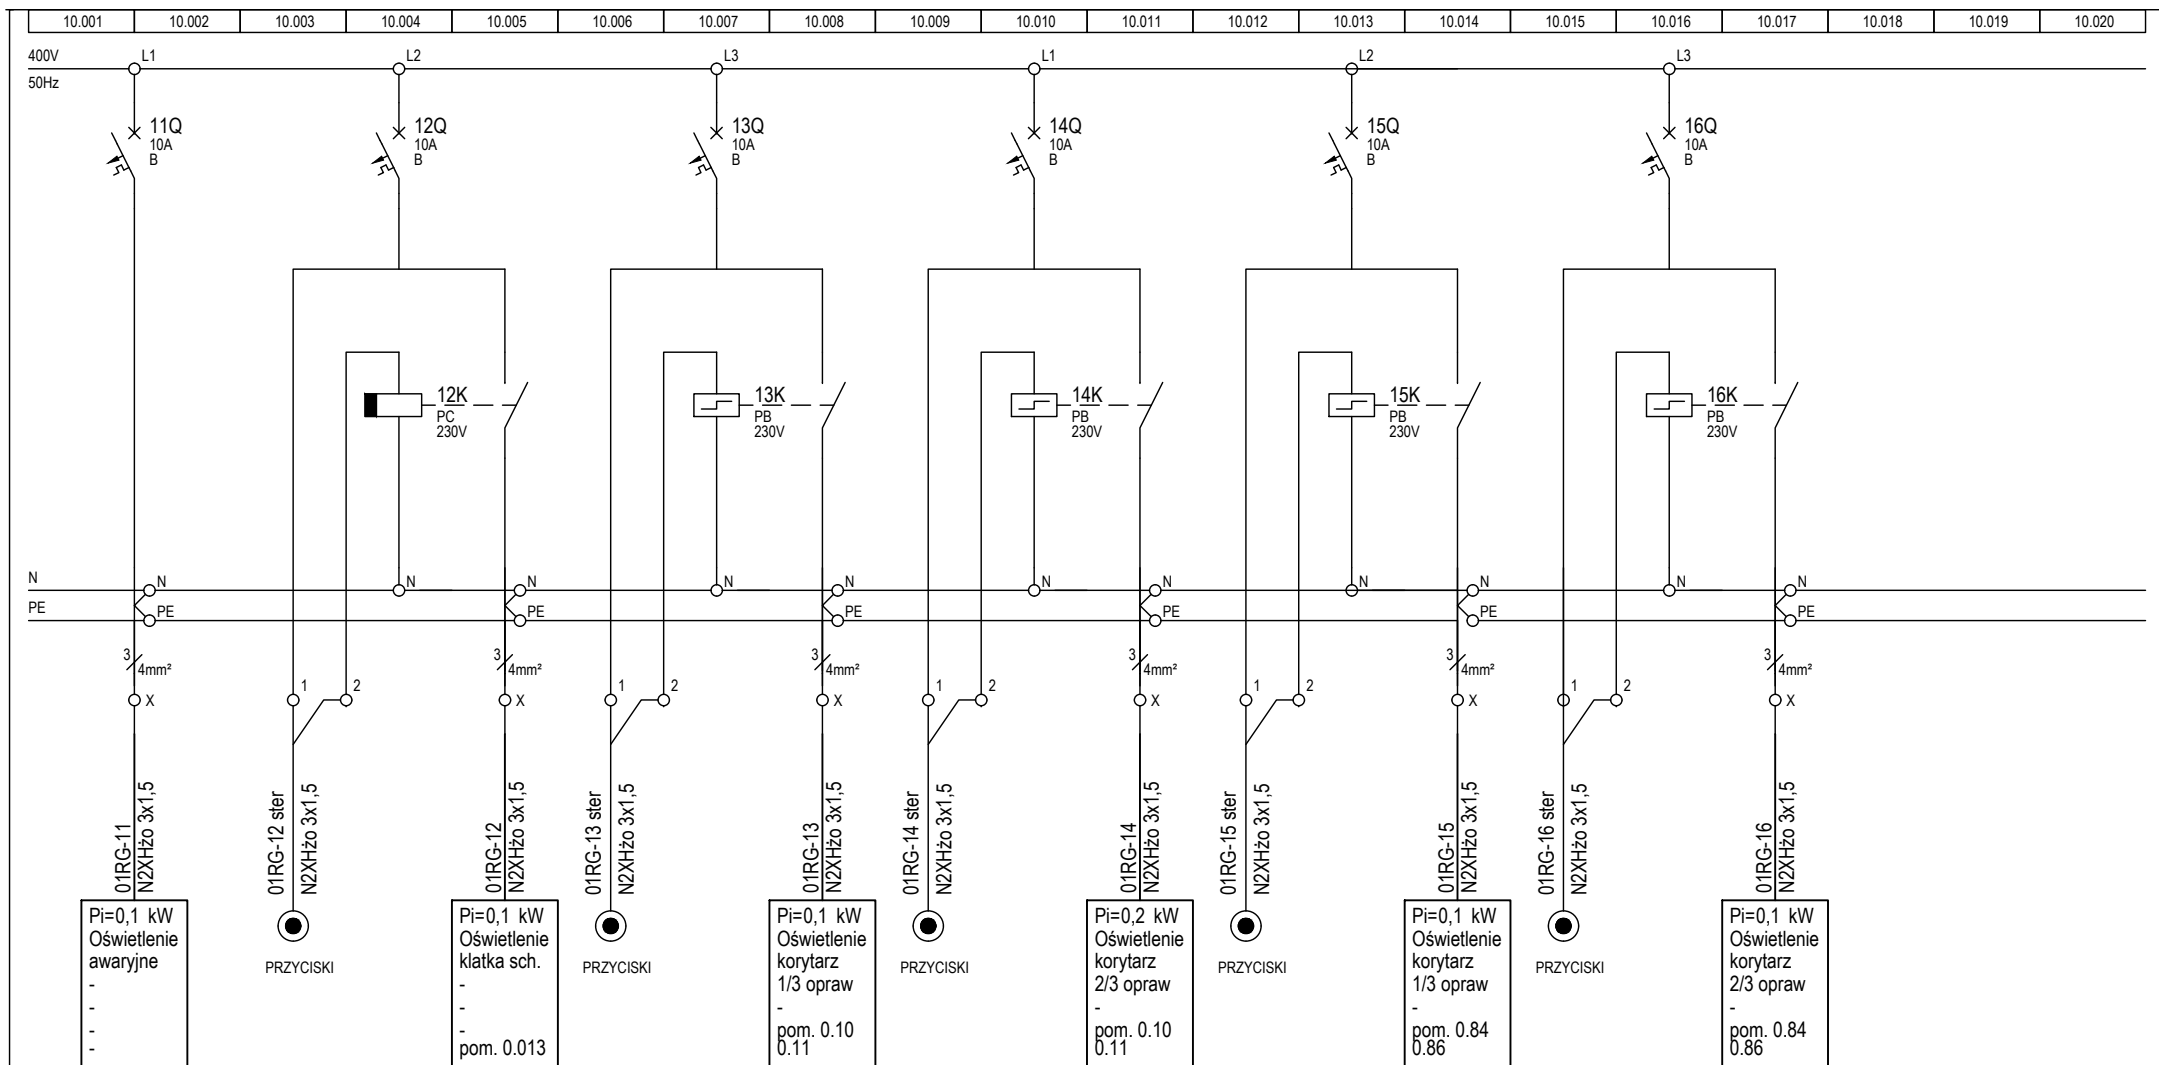 10.001 10.002 10.003 10.004 10.005 10.006 10.007 10.008 10.009 10.010 10.011 10.012 10.013 10.014 10.015 10.016 10.017 10.018 10.019 10.020
400V L1 L2 L3 L1 L2 L3
50Hz
11Q 12Q 13Q 14Q 15Q 16Q
10A 10A 10A 10A 10A 10A
B B B B B B
12K 13K 14K 15K 16K
PC PB PB PB PB
230V 230V 230V 230V 230V
N N N N N N N N N N N N
PE PE PE PE PE PE PE
3 3 3 3 3 3
4mm² 4mm² 4mm² 4mm² 4mm² 4mm²
1 2 1 2 1 2 1 2 1 2
X X X X X X
01RG-11
N2XHżo 3x1,5
01RG-12 ster
N2XHżo 3x1,5
01RG-12
N2XHżo 3x1,5
01RG-13 ster
N2XHżo 3x1,5
01RG-13
N2XHżo 3x1,5
01RG-14 ster
N2XHżo 3x1,5
01RG-14
N2XHżo 3x1,5
01RG-15 ster
N2XHżo 3x1,5
01RG-15
N2XHżo 3x1,5
01RG-16 ster
N2XHżo 3x1,5
01RG-16
N2XHżo 3x1,5
Pi=0,1 kW
Oświetlenie
awaryjne
-
-
-
-
PRZYCISKI
Pi=0,1 kW
Oświetlenie
klatka sch.
-
-
-
pom. 0.013
PRZYCISKI
Pi=0,1 kW
Oświetlenie
korytarz
1/3 opraw
-
pom. 0.10
0.11
PRZYCISKI
Pi=0,2 kW
Oświetlenie
korytarz
2/3 opraw
-
pom. 0.10
0.11
PRZYCISKI
Pi=0,1 kW
Oświetlenie
korytarz
1/3 opraw
-
pom. 0.84
0.86
PRZYCISKI
Pi=0,1 kW
Oświetlenie
korytarz
2/3 opraw
-
pom. 0.84
0.86